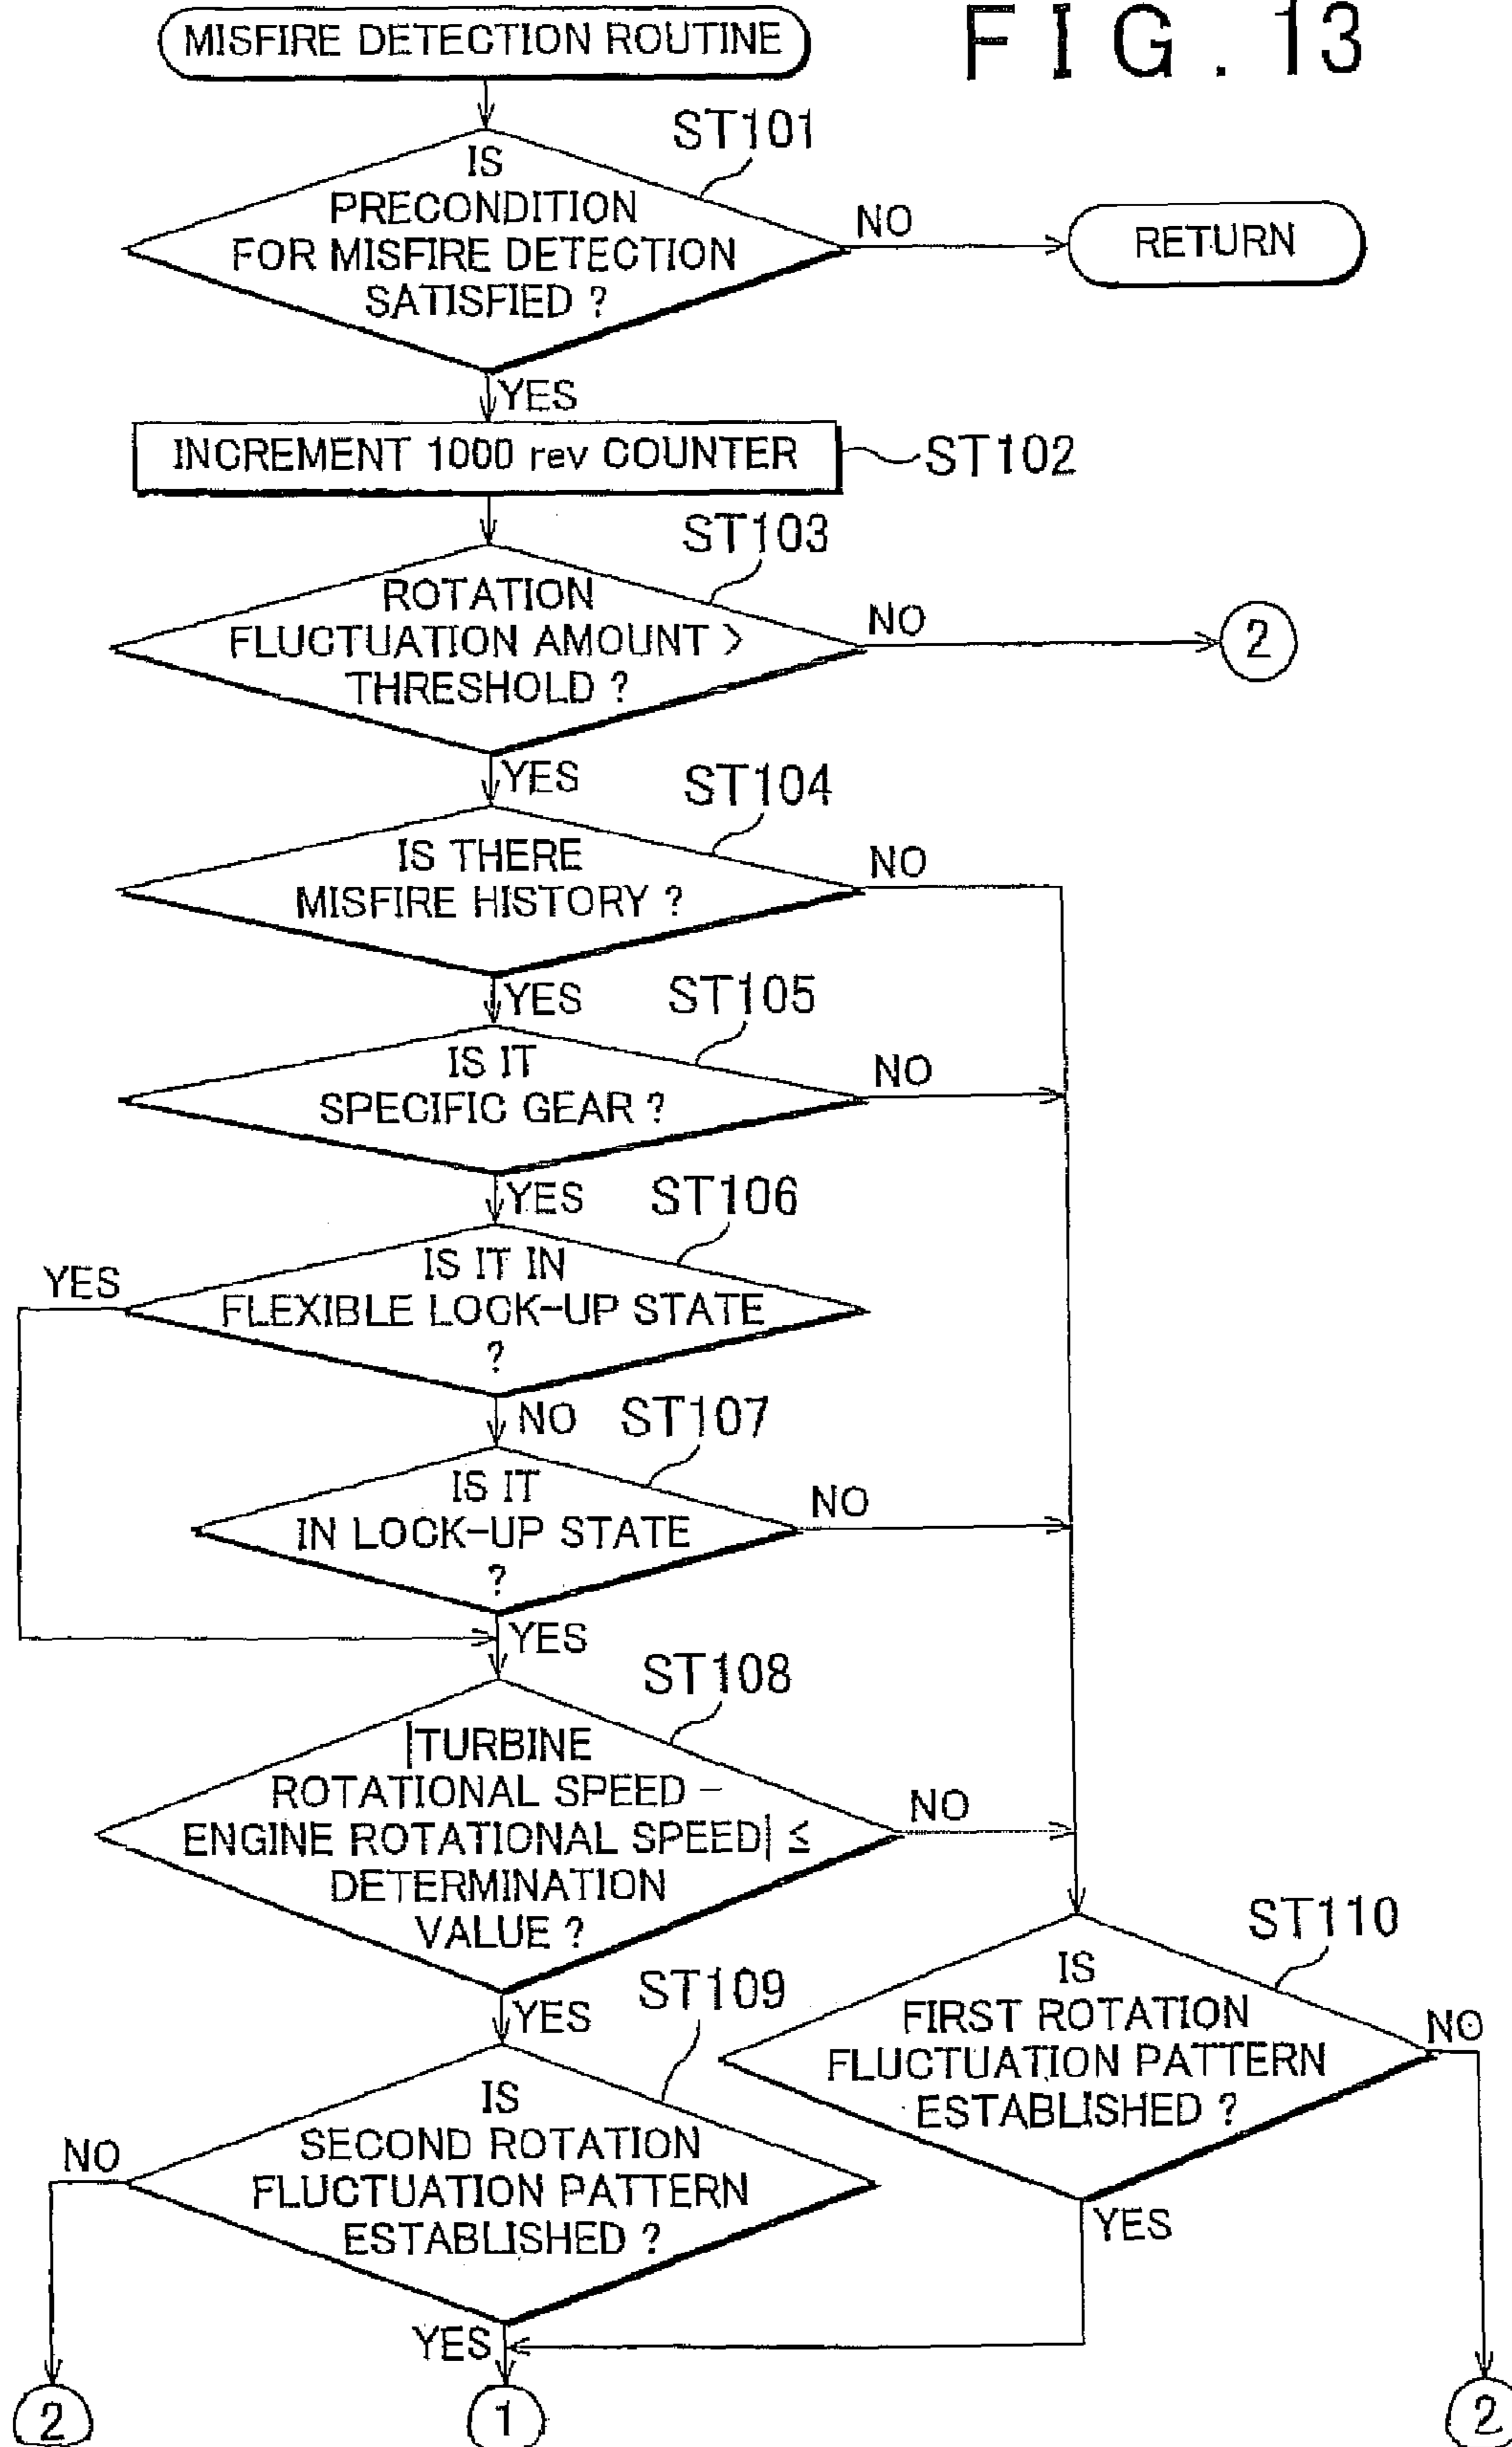 FIG. 13
MISFIRE DETECTION ROUTINE
ST101
IS
PRECONDITION
FOR MISFIRE DETECTION
SATISFIED ?
NO
RETURN
YES
INCREMENT 1000 rev COUNTER
ST102
ST103
ROTATION
FLUCTUATION AMOUNT >
THRESHOLD ?
NO
2
YES
ST104
IS THERE
MISFIRE HISTORY ?
NO
YES
ST105
IS IT
SPECIFIC GEAR ?
NO
YES
ST106
IS IT IN
FLEXIBLE LOCK-UP STATE
?
YES
NO
ST107
IS IT
IN LOCK-UP STATE
?
NO
YES
ST108
|TURBINE
ROTATIONAL SPEED –
ENGINE ROTATIONAL SPEED| ≤
DETERMINATION
VALUE ?
NO
YES
ST109
IS
SECOND ROTATION
FLUCTUATION PATTERN
ESTABLISHED ?
NO
YES
ST110
IS
FIRST ROTATION
FLUCTUATION PATTERN
ESTABLISHED ?
NO
YES
2
1
2